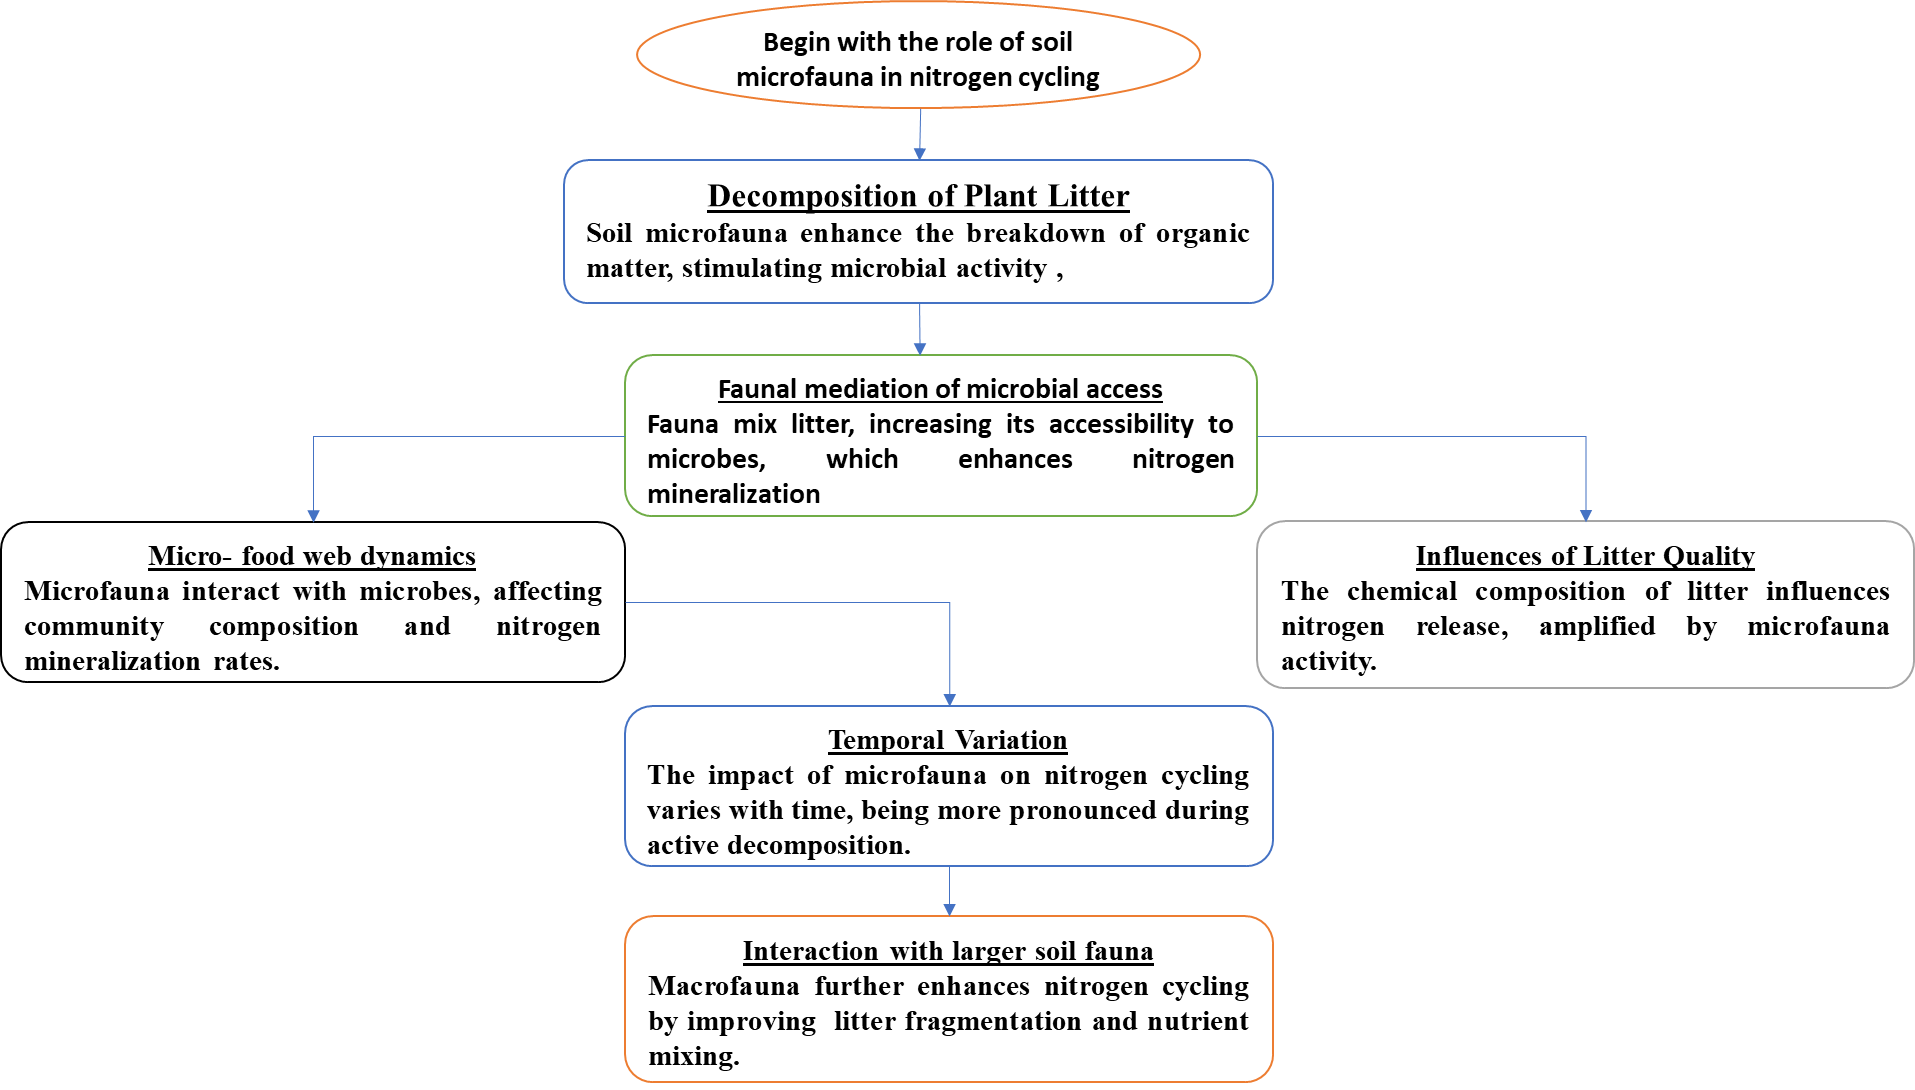 Begin with the role of soil
microfauna in nitrogen cycling
Decomposition of Plant Litter
Soil microfauna enhance the breakdown of organic
matter, stimulating microbial activity ,
Faunal mediation of microbial access
Fauna mix litter, increasing its accessibility to
microbes, which enhances nitrogen
mineralization
Micro- food web dynamics
Microfauna interact with microbes, affecting
community composition and nitrogen
mineralization rates.
Influences of Litter Quality
The chemical composition of litter influences
nitrogen release, amplified by microfauna
activity.
Temporal Variation
The impact of microfauna on nitrogen cycling
varies with time, being more pronounced during
active decomposition.
Interaction with larger soil fauna
Macrofauna further enhances nitrogen cycling
by improving litter fragmentation and nutrient
mixing.